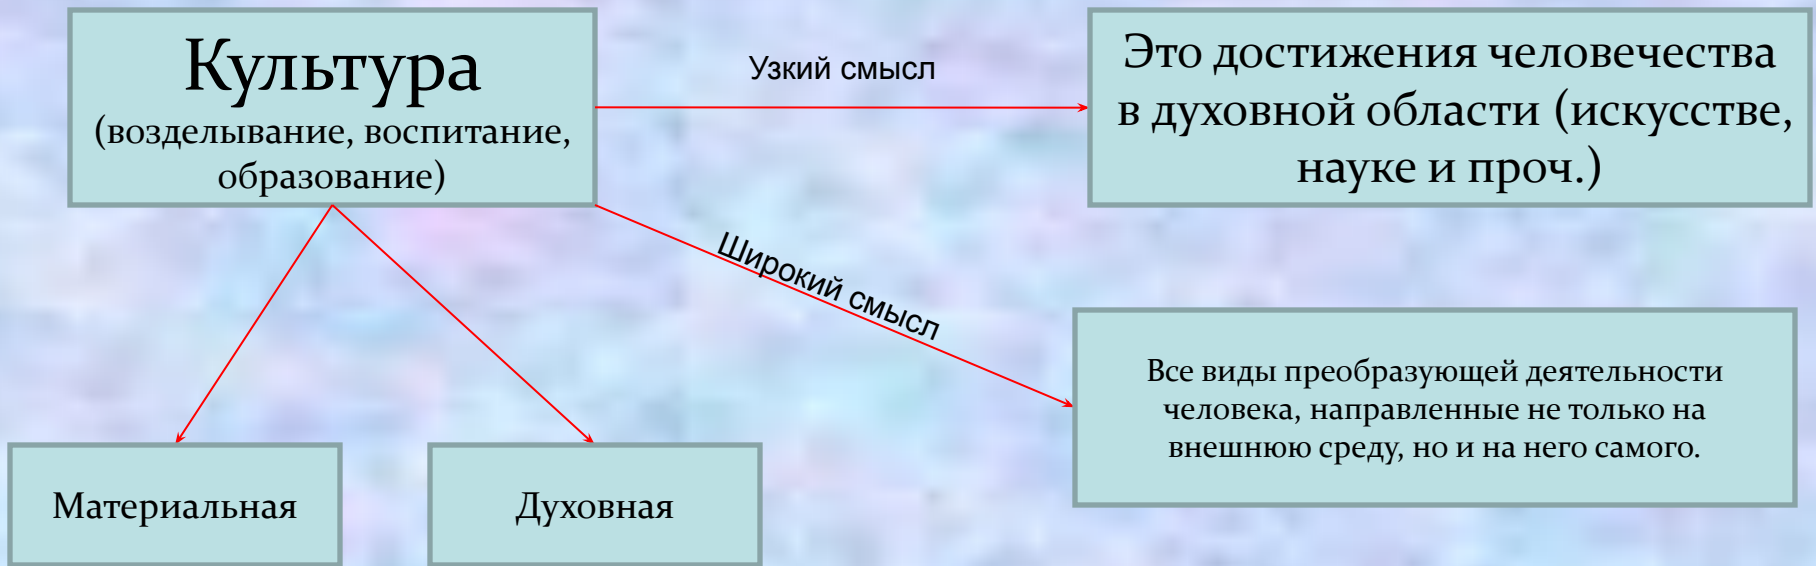 Культура
(возделывание, воспитание,
образование)
Узкий смысл
Это достижения человечества
в духовной области (искусстве,
науке и проч.)
Широкий смысл
Все виды преобразующей деятельности
человека, направленные не только на
внешнюю среду, но и на него самого.
Материальная
Духовная